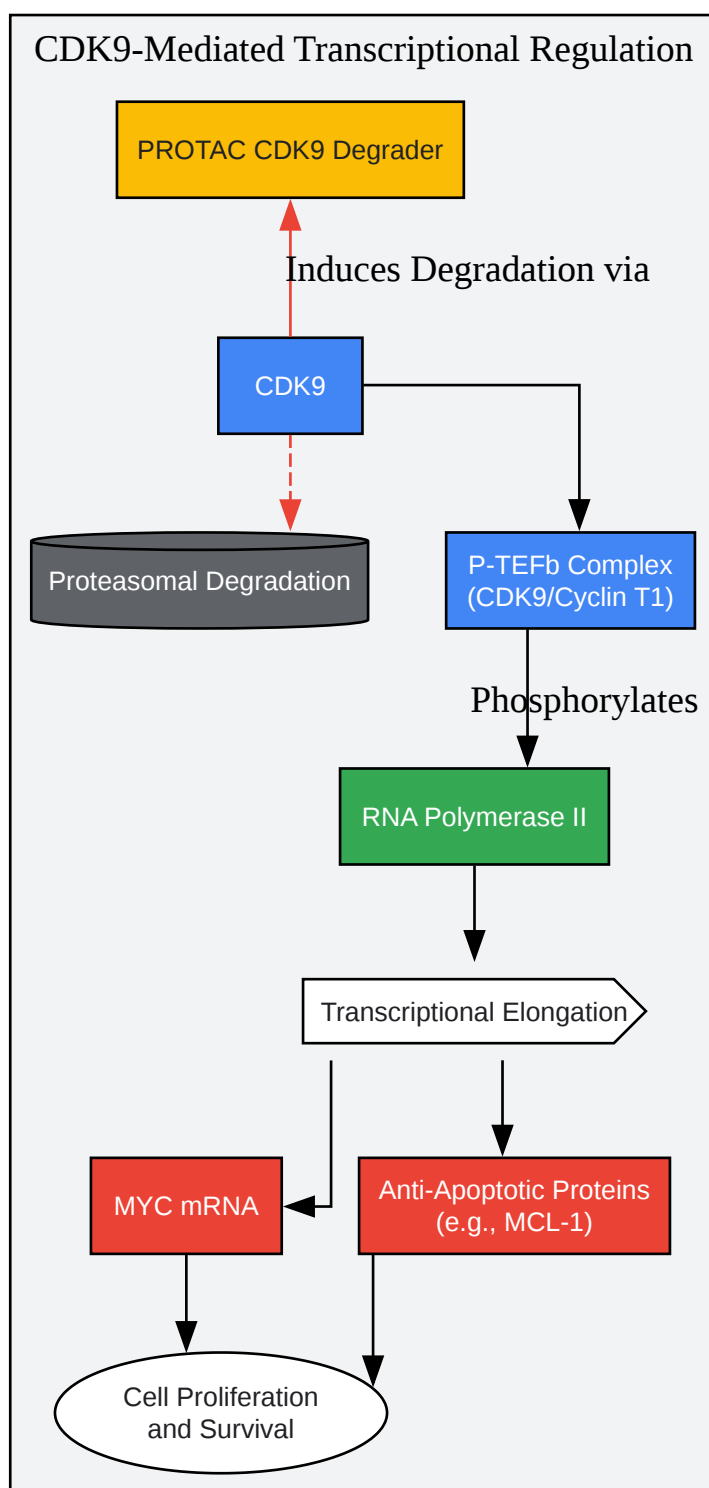 CDK9-Mediated Transcriptional Regulation
PROTAC CDK9 Degrader
Induces Degradation via
CDK9
Proteasomal Degradation
P-TEFb Complex
(CDK9/Cyclin T1)
Phosphorylates
RNA Polymerase II
Transcriptional Elongation
MYC mRNA
Anti-Apoptotic Proteins
(e.g., MCL-1)
Cell Proliferation
and Survival